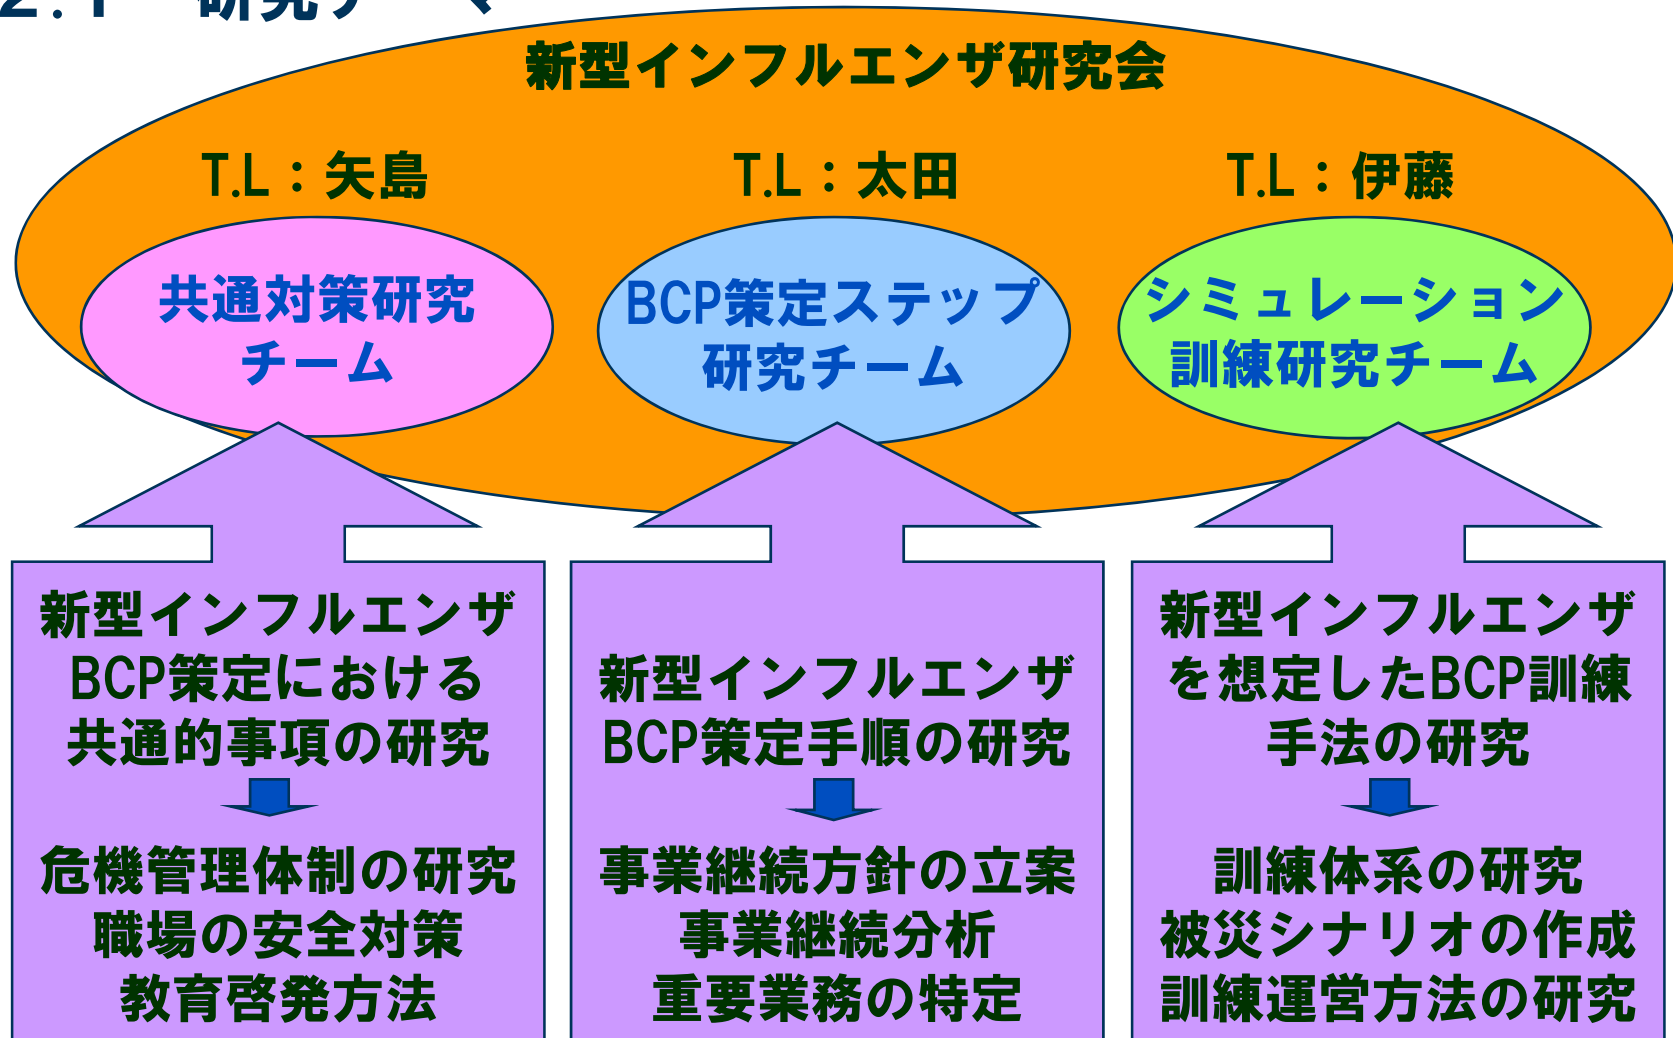 2.1 研究テーマ
新型インフルエンザ研究会
T.L：矢島
T.L：太田
T.L：伊藤
共通対策研究
チーム
BCP策定ステップ
研究チーム
シミュレーション
訓練研究チーム
新型インフルエンザ
BCP策定における
共通的事項の研究
危機管理体制の研究
職場の安全対策
教育啓発方法
新型インフルエンザ
BCP策定手順の研究
事業継続方針の立案
事業継続分析
重要業務の特定
新型インフルエンザ
を想定したBCP訓練
手法の研究
訓練体系の研究
被災シナリオの作成
訓練運営方法の研究